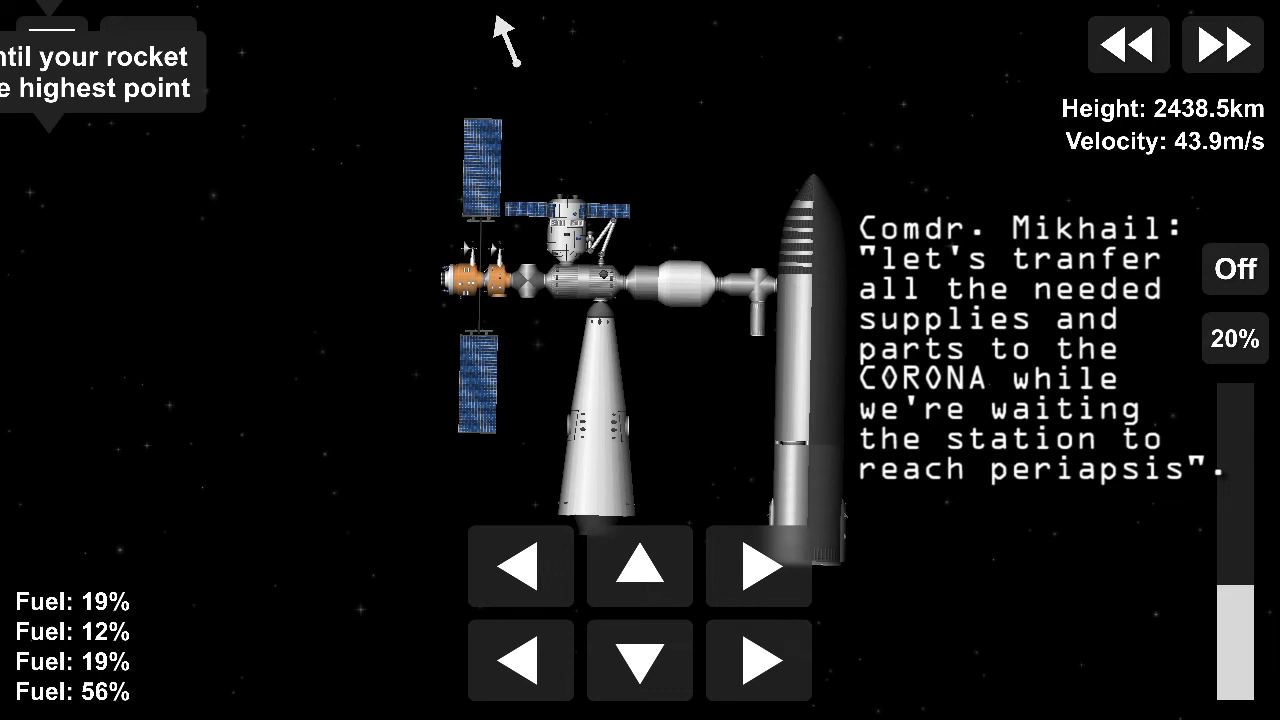 ntil your rocket
e highest point
Height: 2438.5km
Velocity: 43.9m/s
Comdr. Mikhail:
"let's tranfer
all the needed
supplies and
parts to the
CORONA while
we're waiting
the station to
reach periapsis".
Off
20%
Fuel: 19%
Fuel: 12%
Fuel: 19%
Fuel: 56%